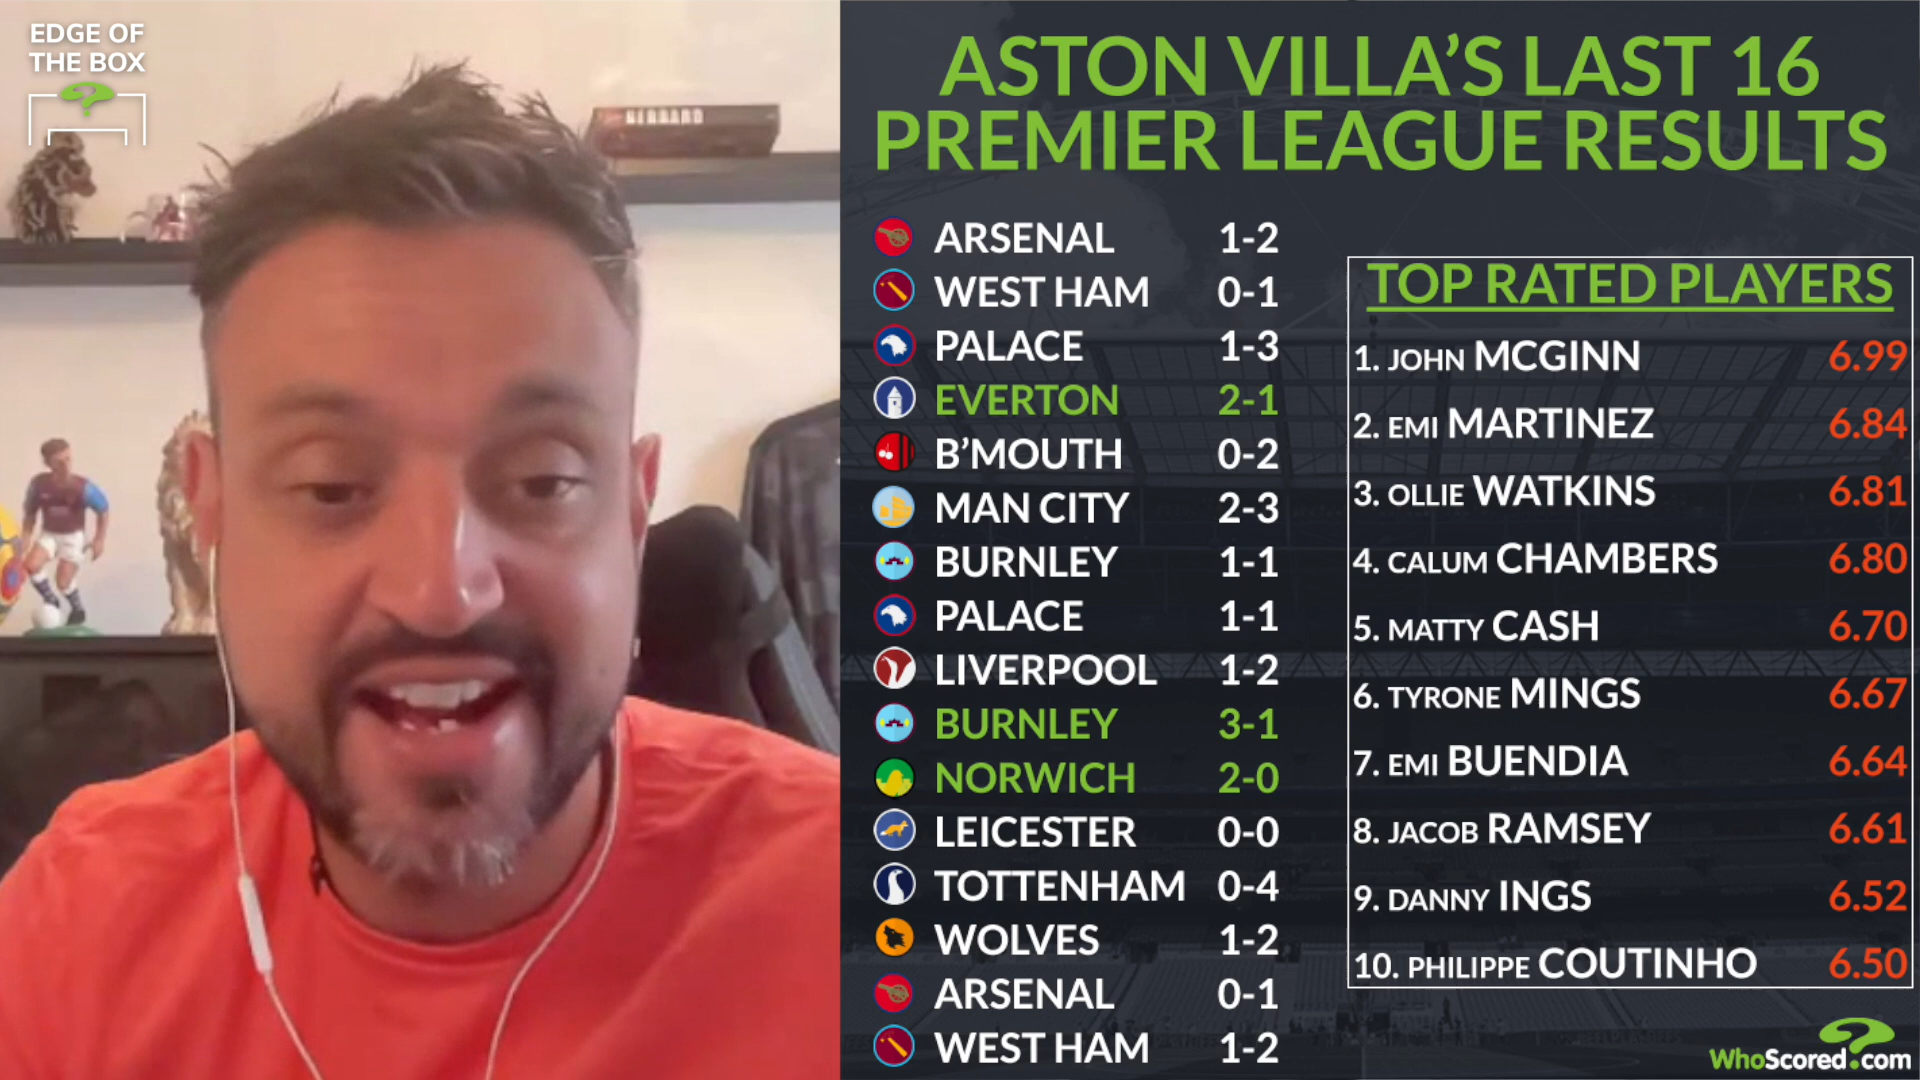 EDGE OF
THE BOX
HIBBARD
ASTON VILLA'S LAST 16
PREMIER LEAGUE RESULTS
ARSENAL 1-2
WEST HAM 0-1
PALACE 1-3
EVERTON 2-1
B'MOUTH 0-2
MAN CITY 2-3
BURNLEY 1-1
PALACE 1-1
LIVERPOOL 1-2
BURNLEY 3-1
NORWICH 2-0
LEICESTER 0-0
TOTTENHAM 0-4
WOLVES 1-2
ARSENAL 0-1
WEST HAM 1-2
TOP RATED PLAYERS
1. JOHN MCGINN 6.99
2. EMI MARTINEZ 6.84
3. OLLIE WATKINS 6.81
4. CALUM CHAMBERS 6.80
5. MATTY CASH 6.70
6. TYRONE MINGS 6.67
7. EMI BUENDIA 6.64
8. JACOB RAMSEY 6.61
9. DANNY INGS 6.52
10. PHILIPPE COUTINHO 6.50
WhoScored.com